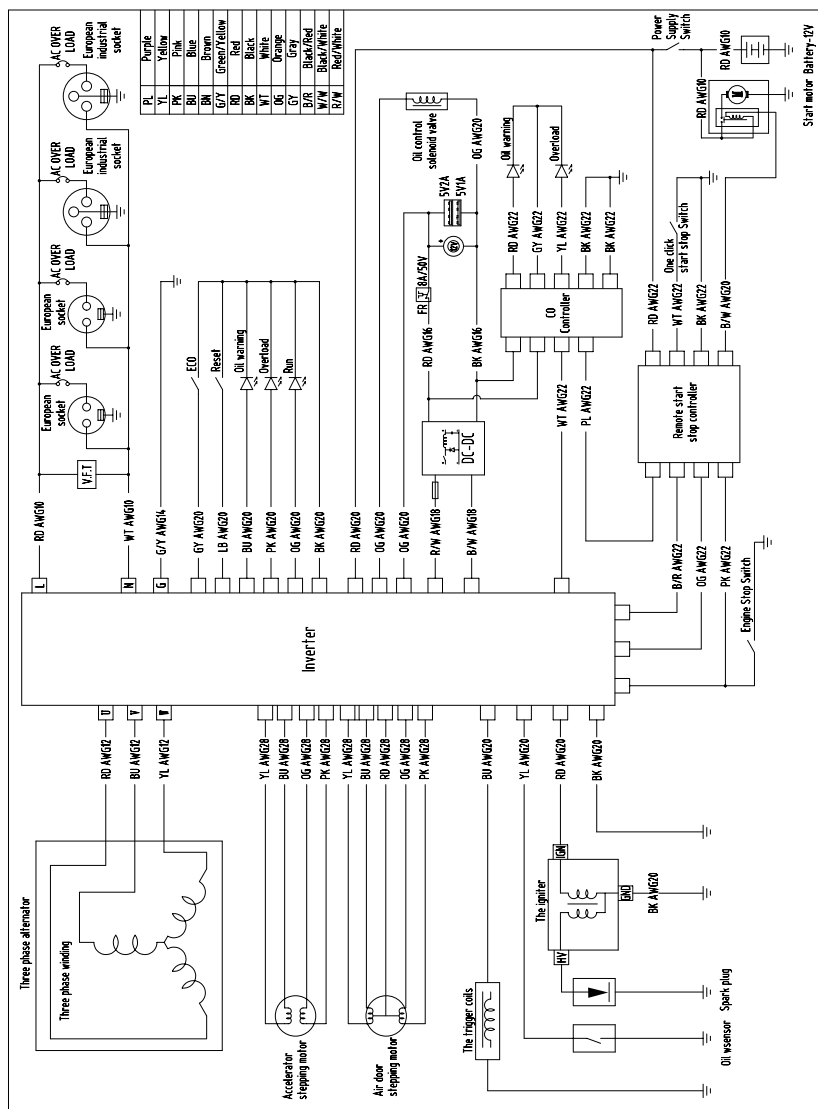 Three phase alternator
Three phase winding
RD AWG12
BU AWG12
YL AWG12
U
V
W
Accelerator
stepping motor
YL AWG28
BU AWG28
OG AWG28
PK AWG28
Air door
stepping motor
YL AWG28
BU AWG28
RD AWG28
OG AWG28
PK AWG28
The trigger coils
BU AWG20
YL AWG20
RD AWG20
BK AWG20
The igniter
IGN
HV
GND
BK AWG20
Oil wsensor
Spark plug
Inverter
L
N
G
RD AWG10
WT AWG10
G/Y AWG14
V.F.T
European
socket
AC OVER
LOAD
European
socket
AC OVER
LOAD
European
industrial
socket
AC OVER
LOAD
European
industrial
socket
AC OVER
LOAD
PL Purple
YL Yellow
PK Pink
BU Blue
BN Brown
G/Y Green/Yellow
RD Red
BK Black
WT White
OG Orange
GY Gray
B/R Black/Red
W/W Black/White
R/W Red/White
GY AWG20
LB AWG20
BU AWG20
PK AWG20
OG AWG20
BK AWG20
ECO
Reset
Oil warning
Overload
Run
RD AWG20
OG AWG20
OG AWG20
R/W AWG18
B/W AWG18
DC-DC
RD AWG16
BK AWG16
FR
8A/50V
12V
5V2A
5V1A
Oil control
solenoid valve
OG AWG20
WT AWG22
PL AWG22
CO
Controller
RD AWG22
GY AWG22
YL AWG22
BK AWG22
BK AWG22
Oil warning
Overload
B/R AWG22
OG AWG22
PK AWG22
Engine Stop Switch
Remote start
stop controller
RD AWG22
WT AWG22
BK AWG22
B/W AWG20
One click
start stop Switch
Power
Supply
Switch
RD AWG10
RD AWG10
M
Start motor
Battery-12V